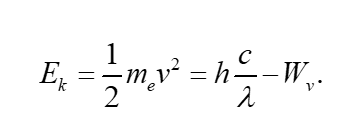 E_k = \frac{1}{2} m_e v^2 = h \frac{c}{\lambda} - W_v.